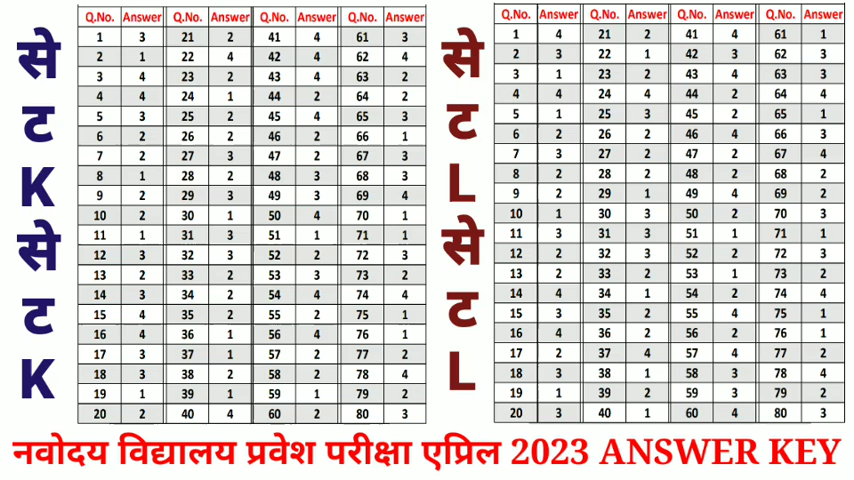 से
ट
K
से
ट
K
Q.No. Answer Q.No. Answer Q.No. Answer Q.No. Answer
1 3 21 2 41 4 61 3
2 1 22 4 42 4 62 4
3 4 23 2 43 4 63 2
4 4 24 1 44 2 64 2
5 3 25 2 45 4 65 3
6 2 26 2 46 2 66 1
7 2 27 3 47 2 67 3
8 1 28 2 48 3 68 3
9 2 29 3 49 3 69 4
10 2 30 1 50 4 70 1
11 1 31 3 51 1 71 1
12 3 32 3 52 2 72 3
13 2 33 2 53 3 73 2
14 3 34 2 54 4 74 4
15 4 35 2 55 2 75 1
16 4 36 1 56 4 76 1
17 3 37 1 57 2 77 2
18 3 38 2 58 2 78 4
19 1 39 1 59 1 79 2
20 2 40 4 60 2 80 3
से
ट
L
से
ट
L
Q.No. Answer Q.No. Answer Q.No. Answer Q.No. Answer
1 4 21 2 41 4 61 1
2 3 22 1 42 3 62 3
3 1 23 2 43 4 63 3
4 4 24 4 44 2 64 4
5 1 25 3 45 2 65 1
6 2 26 2 46 4 66 3
7 3 27 2 47 2 67 4
8 2 28 2 48 2 68 2
9 2 29 1 49 4 69 2
10 1 30 3 50 2 70 3
11 3 31 3 51 1 71 1
12 2 32 3 52 2 72 3
13 2 33 2 53 1 73 2
14 4 34 1 54 2 74 4
15 3 35 2 55 4 75 1
16 4 36 2 56 2 76 1
17 2 37 4 57 4 77 2
18 3 38 1 58 3 78 4
19 1 39 2 59 3 79 2
20 3 40 1 60 4 80 3
नवोदय विद्यालय प्रवेश परीक्षा एप्रिल 2023 ANSWER KEY